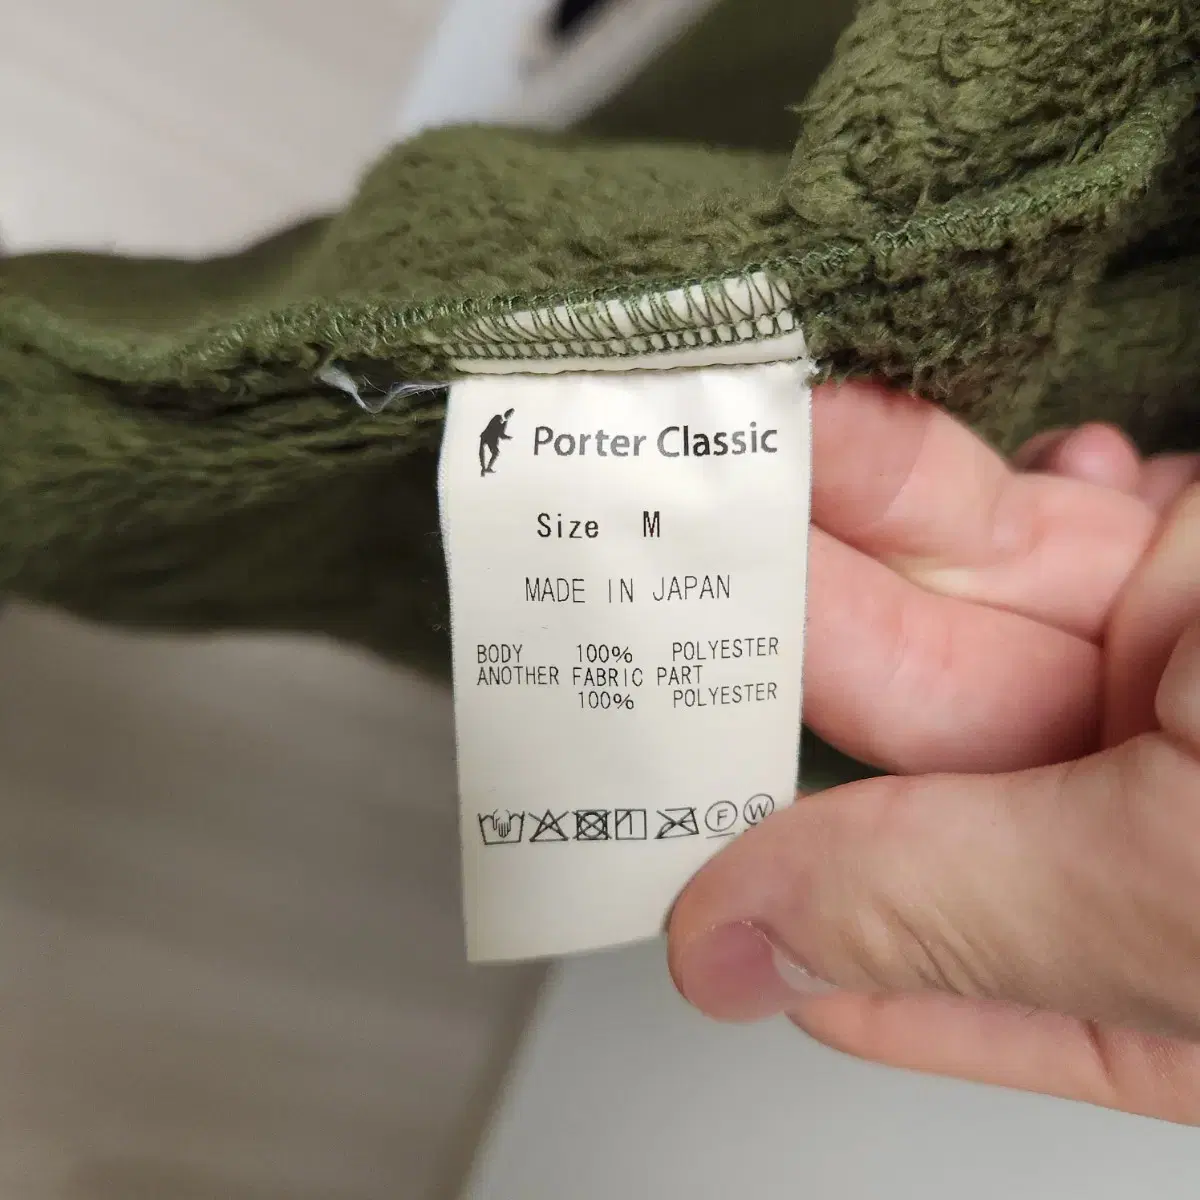 Porter Classic
Size M
MADE IN JAPAN
BODY 100% POLYESTER
ANOTHER FABRIC PART
100% POLYESTER
F W